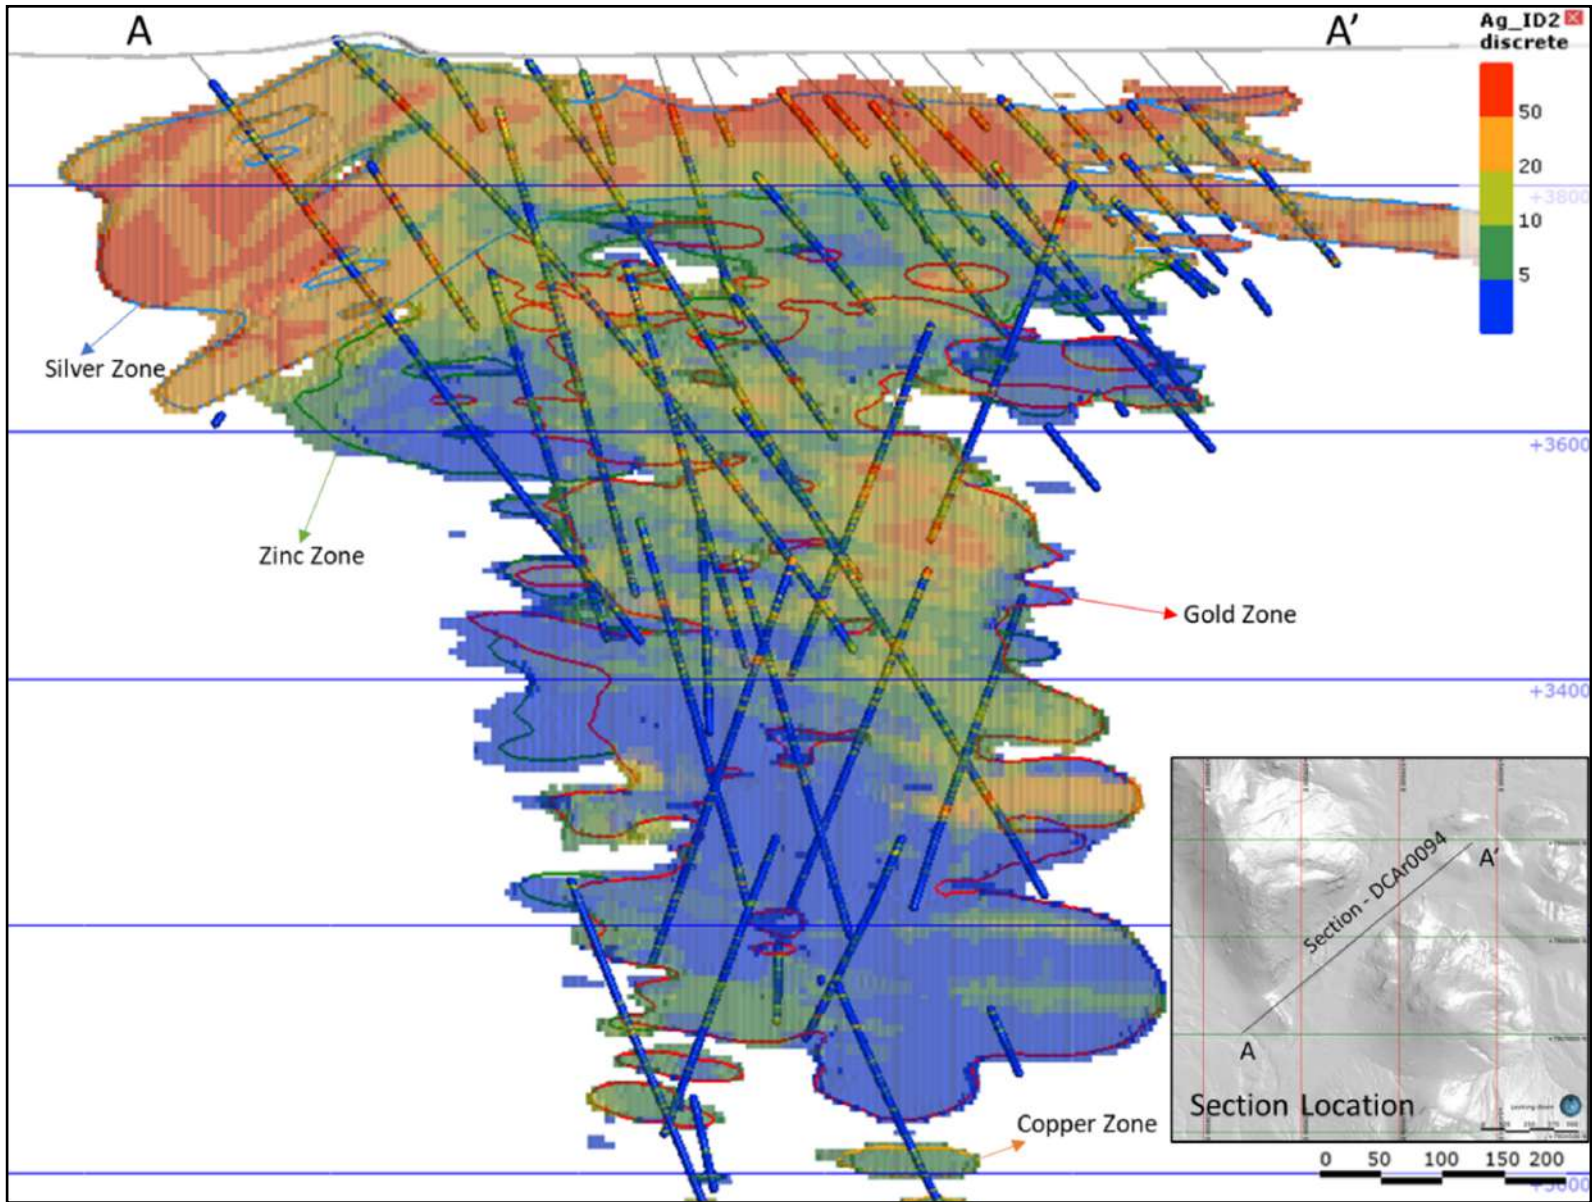 A
A'
Ag_ID2
discrete
50
20
10
5
+3800
Silver Zone
+3600
Zinc Zone
Gold Zone
+3400
Section - DCAr0094
A'
A
Section Location
Copper Zone
0 50 100 150 200